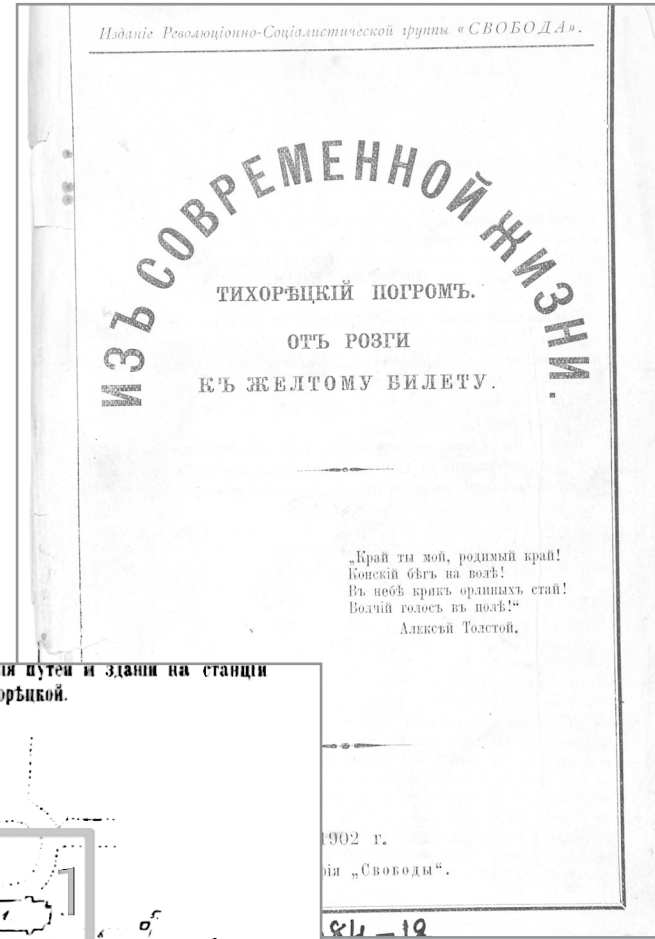 Изданіе Революціонно-Соціалистической группы «СВОБОДА».
ИЗЪ СОВРЕМЕННОЙ ЖИЗНИ.
ТИХОРѢЦКІЙ ПОГРОМЪ.
ОТЪ РОЗГИ
КЪ ЖЕЛТОМУ БИЛЕТУ.
„Край ты мой, родимый край!
Конскій бѣгъ на волѣ!
Въ небѣ крикъ орлиныхъ стай!
Волчій голосъ въ полѣ!“
Алексѣй Толстой.
путей и зданій на станціи
1902 г.
„Свободы“.
1